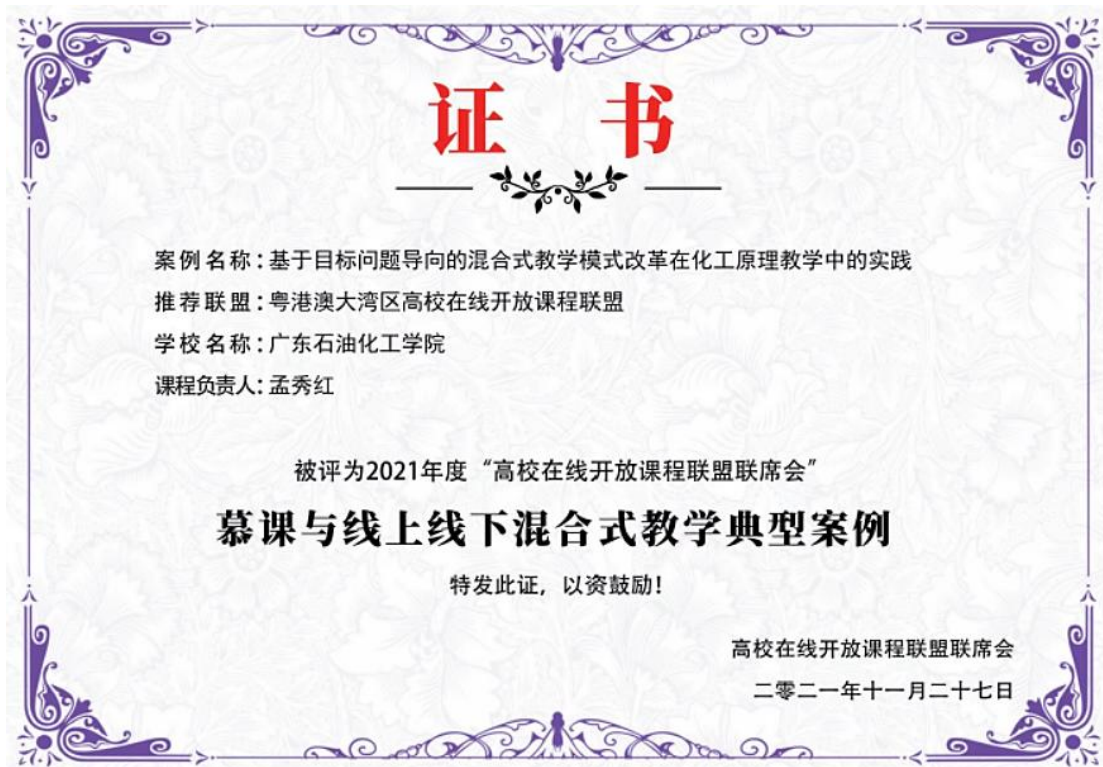 证 书
案例名称：基于目标问题导向的混合式教学模式改革在化工原理教学中的实践
推荐联盟：粤港澳大湾区高校在线开放课程联盟
学校名称：广东石油化工学院
课程负责人：孟秀红
被评为2021年度“高校在线开放课程联盟联席会”
慕课与线上线下混合式教学典型案例
特发此证，以资鼓励！
高校在线开放课程联盟联席会
二零二一年十一月二十七日